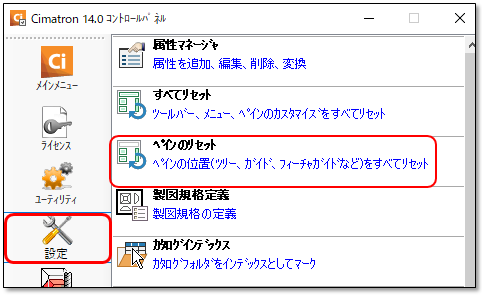 Cimatron 14.0 コントロールパネル
Ci
メインメニュー
ライセンス
ユーティリティ
設定
属性マネージャ
属性を追加、編集、削除、変換
すべてリセット
ツールバー、メニュー、ペインのカスタマイズをすべてリセット
ペインのリセット
ペインの位置(ツリー、ガイド、フィーチャガイドなど)をすべてリセット
製図規格定義
製図規格の定義
カタログインデックス
カタログフォルダをインデックスとしてマーク